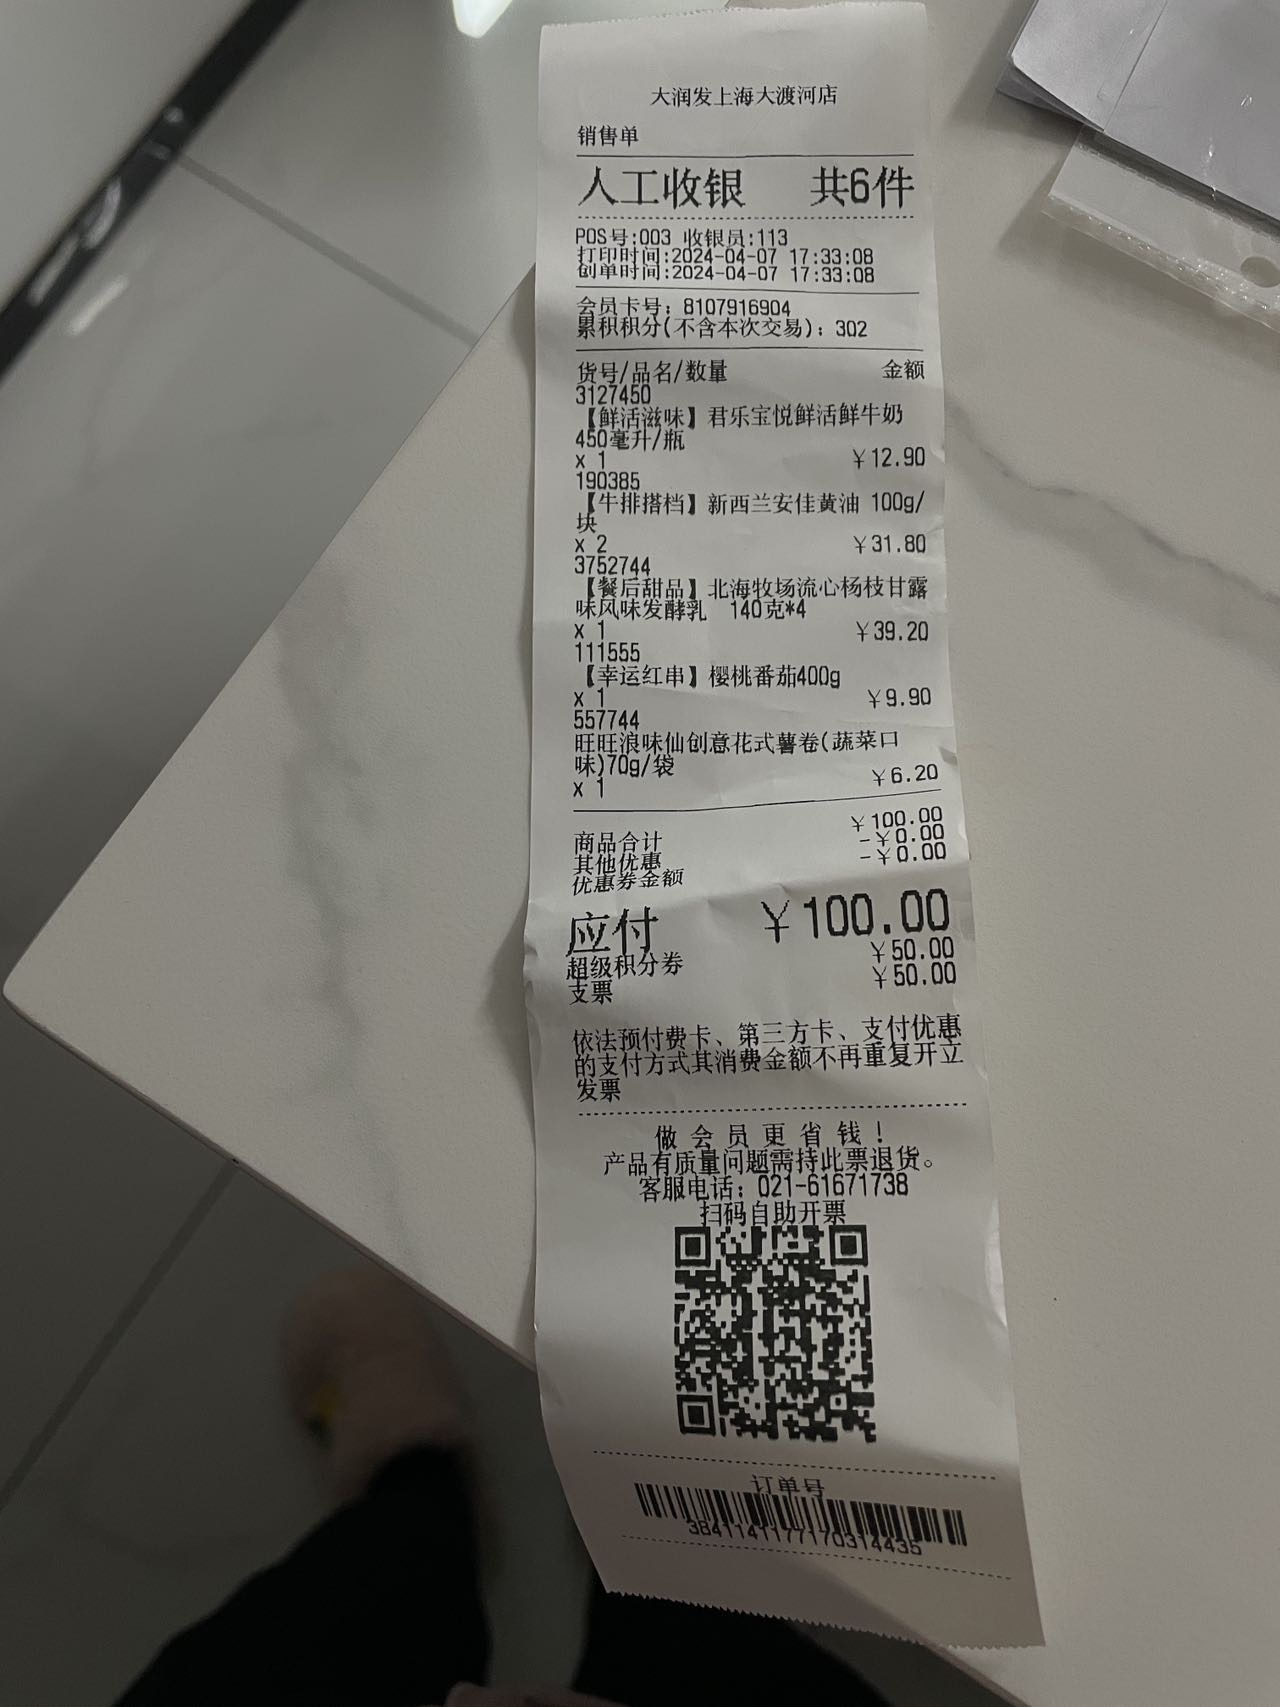 大润发上海大渡河店
销售单
人工收银 共6件
POS号:003 收银员:113
打印时间:2024-04-07 17:33:08
创单时间:2024-04-07 17:33:08
会员卡号：8107916904
累积积分(不含本次交易)：302
货号/品名/数量 金额
3127450
【鲜活滋味】君乐宝悦鲜活鲜牛奶
450毫升/瓶
x 1 ￥12.90
190385
【牛排搭档】新西兰安佳黄油 100g/
块
x 2 ￥31.80
3752744
【餐后甜品】北海牧场流心杨枝甘露
味风味发酵乳 140克*4
x 1 ￥39.20
111555
【幸运红串】樱桃番茄400g
x 1 ￥9.90
557744
旺旺浪味仙创意花式薯卷(蔬菜口
味)70g/袋
x 1 ￥6.20
商品合计 ￥100.00
其他优惠 -￥0.00
优惠券金额 -￥0.00
应付 ￥100.00
超级积分券 ￥50.00
支票 ￥50.00
依法预付费卡、第三方卡、支付优惠
的支付方式其消费金额不再重复开立
发票
做会员更省钱！
产品有质量问题需持此票退货。
客服电话：021-61671738
扫码自助开票
订单号
3841141177170314435